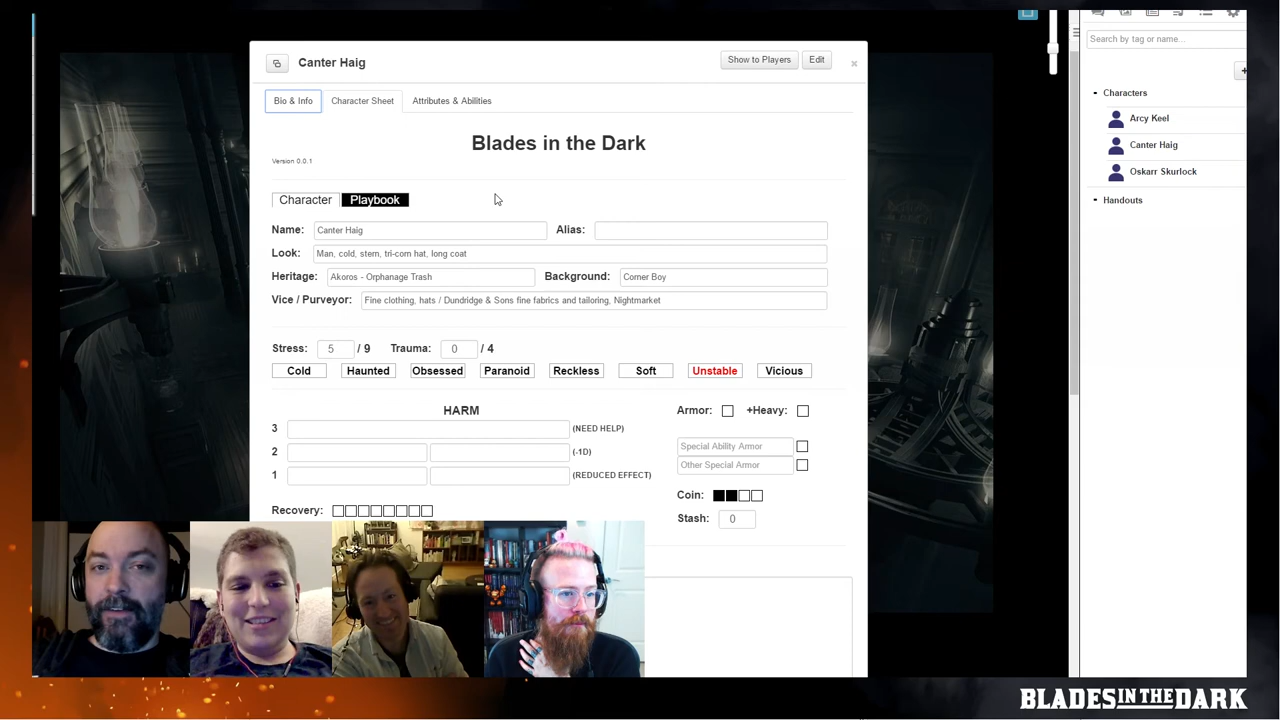 Canter Haig
Show to Players
Edit
Search by tag or name...
Bio & Info
Character Sheet
Attributes & Abilities
Characters
Arcy Keel
Canter Haig
Oskarr Skurlock
Handouts
Blades in the Dark
Version 0.0.1
Character
Playbook
Name: Canter Haig Alias:
Look: Man, cold, stern, tri-corn hat, long coat
Heritage: Akoros - Orphanage Trash Background: Corner Boy
Vice / Purveyor: Fine clothing, hats / Dundridge & Sons fine fabrics and tailoring, Nightmarket
Stress: 5 / 9 Trauma: 0 / 4
Cold Haunted Obsessed Paranoid Reckless Soft Unstable Vicious
HARM
3 (NEED HELP)
2 (-1D)
1 (REDUCED EFFECT)
Recovery:
Armor: +Heavy:
Special Ability Armor
Other Special Armor
Coin:
Stash: 0
BLADES IN THE DARK